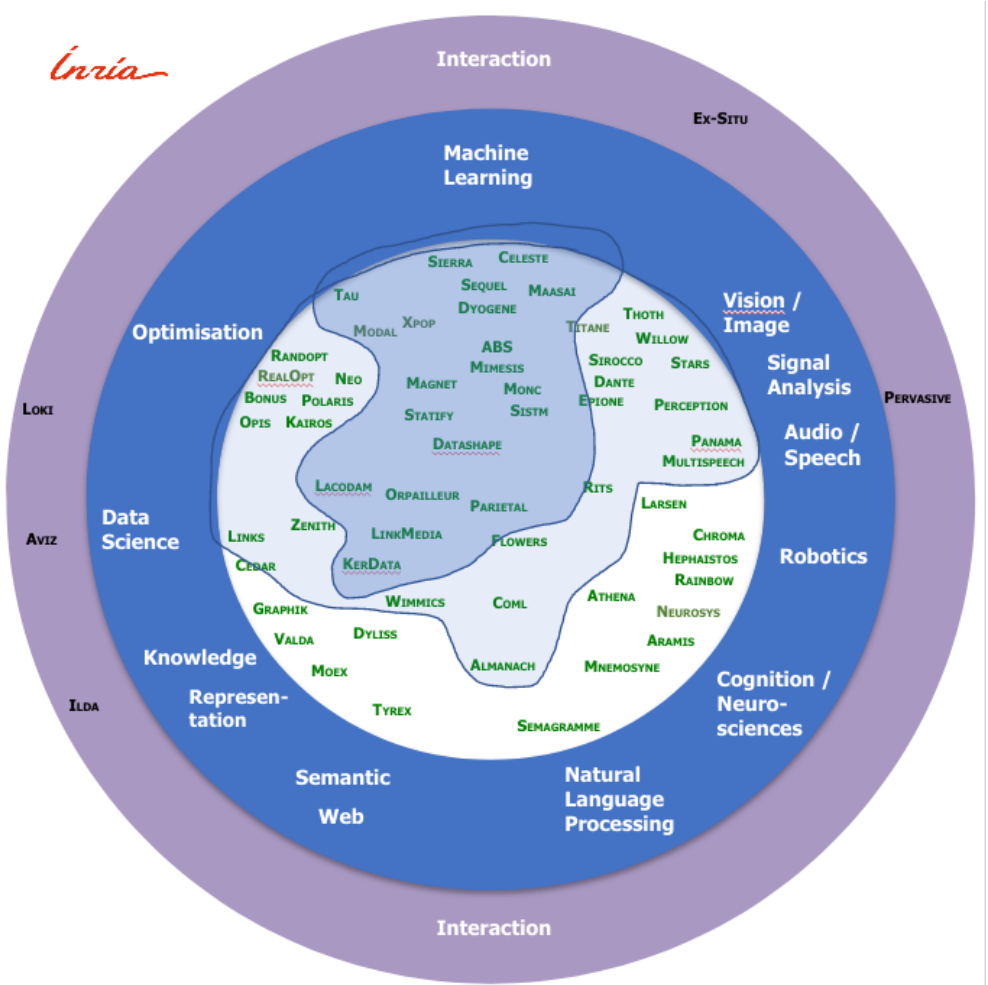 Inría
Interaction
Ex-Situ
Machine
Learning
Sierra
Celeste
Sequel
Maasai
Tau
Dyogene
Xpop
Modal
Titane
Thoth
Willow
Vision /
Image
Optimisation
ABS
Mimesis
Sirocco
Stars
Signal
Analysis
Randopt
RealOpt
Neo
Magnet
Monc
Dante
Bonus
Polaris
Epione
Perception
Pervasive
Loki
Opis
Kairos
Statify
Sistm
Datashape
Panama
Multispeech
Audio /
Speech
Lacodam
Orpailleur
Parietal
Rits
Larsen
Data
Science
Zenith
Links
LinkMedia
Flowers
Chroma
Aviz
Cedar
KerData
Hephaistos
Rainbow
Robotics
Graphik
Wimmics
Coml
Athena
Neurosys
Valda
Dyliss
Aramis
Moex
Almanach
Mnemosyne
Knowledge
Represen-
tation
Ilda
Tyrex
Semagramme
Cognition /
Neuro-
sciences
Semantic
Web
Natural
Language
Processing
Interaction